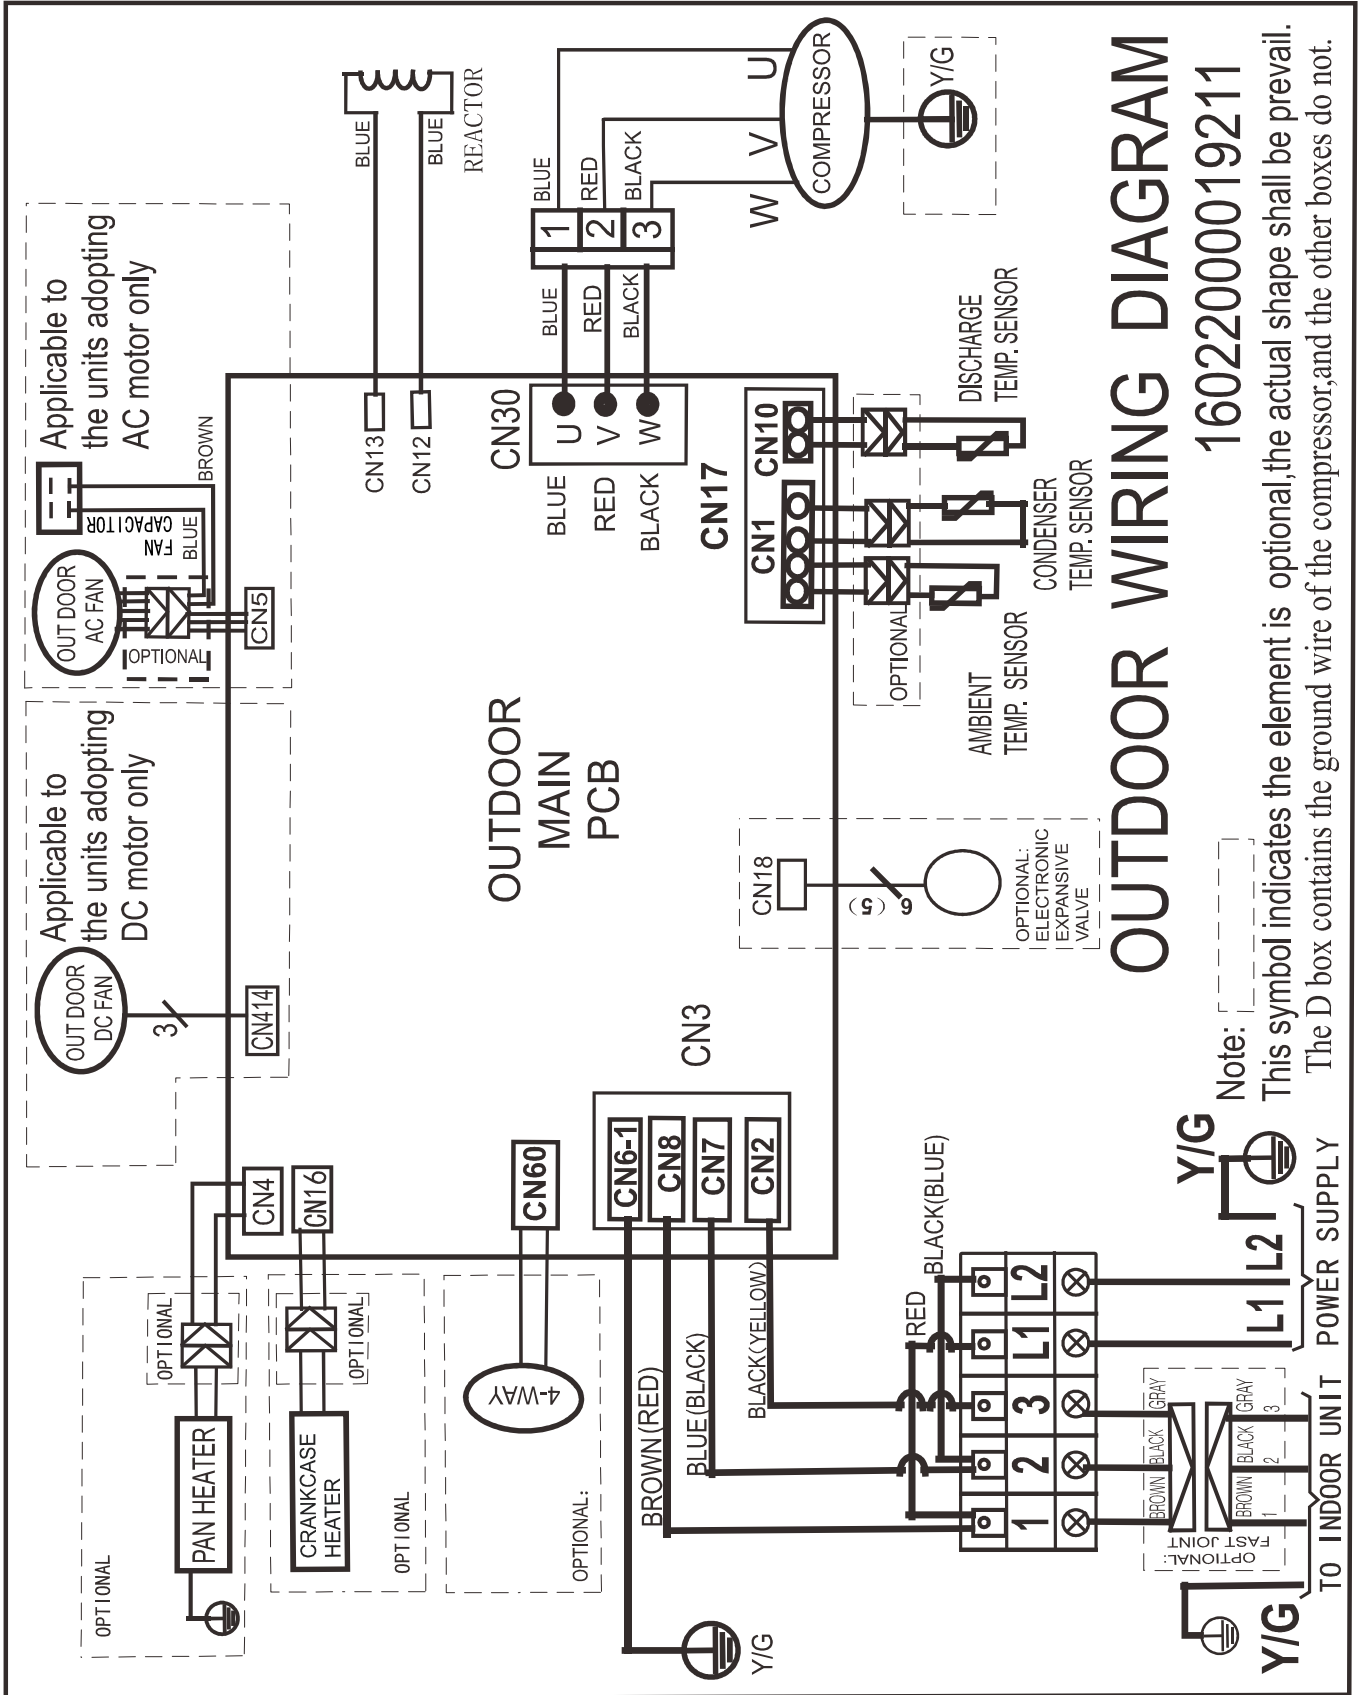 Applicable to
the units adopting
DC motor only
OUT DOOR
DC FAN
3
CN414
Applicable to
the units adopting
AC motor only
OUT DOOR
AC FAN
OPTIONAL
CN5
FAN
CAPACITOR
BLUE
BROWN
BLUE
BLUE
REACTOR
CN13
CN12
OPTIONAL
PAN HEATER
OPTIONAL
CN4
CRANKCASE
HEATER
OPTIONAL
OPTIONAL
CN16
OPTIONAL:
4-WAY
CN60
OUTDOOR
MAIN
PCB
CN30
U
V
W
BLUE
RED
BLACK
BLUE
RED
BLACK
1
2
3
BLUE
RED
BLACK
U
V
W
COMPRESSOR
Y/G
CN3
CN6-1
CN8
CN7
CN2
Y/G
BROWN(RED)
BLUE(BLACK)
BLACK(YELLOW)
BLACK(BLUE)
RED
CN17
CN1
CN10
OPTIONAL
AMBIENT
TEMP. SENSOR
CONDENSER
TEMP. SENSOR
DISCHARGE
TEMP. SENSOR
CN18
6 (5)
OPTIONAL:
ELECTRONIC
EXPANSIVE
VALVE
1
2
3
L1
L2
BROWN
BLACK
GRAY
BROWN
BLACK
GRAY
1
2
3
OPTIONAL:
FAST JOINT
Y/G
TO INDOOR UNIT
L1
L2
Y/G
POWER SUPPLY
OUTDOOR WIRING DIAGRAM
16022000019211
Note:
This symbol indicates the element is optional,the actual shape shall be prevail.
The D box contains the ground wire of the compressor,and the other boxes do not.